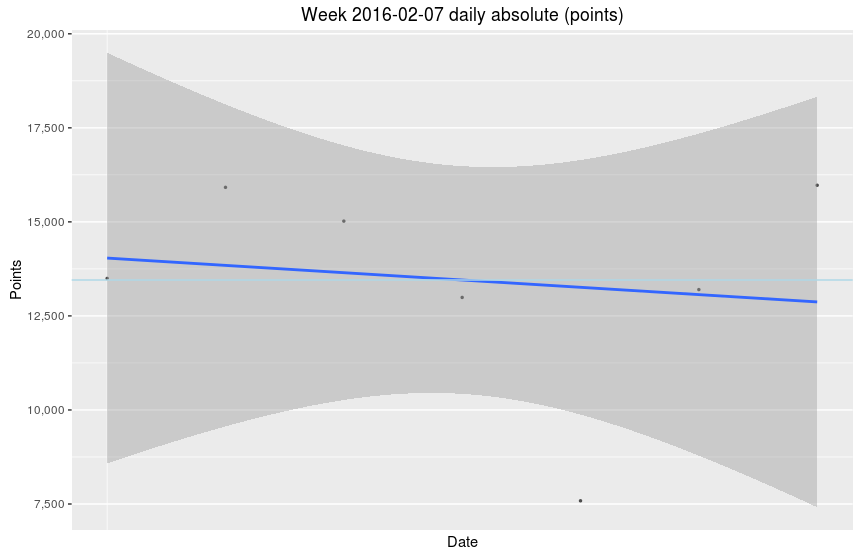 Week 2016-02-07 daily absolute (points)
20,000
17,500
15,000
12,500
10,000
7,500
Points
Date